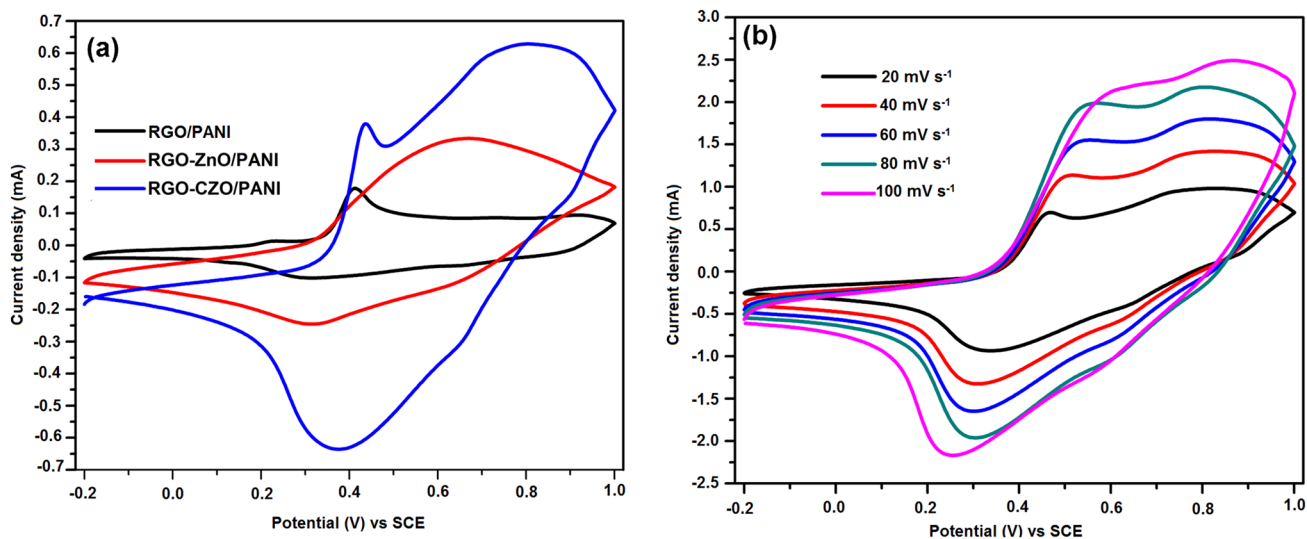 (a)
0.7
0.6
0.5
0.4
0.3
0.2
0.1
0.0
-0.1
-0.2
-0.3
-0.4
-0.5
-0.6
-0.7
Current density (mA)
RGO/PANI
RGO-ZnO/PANI
RGO-CZO/PANI
-0.2 0.0 0.2 0.4 0.6 0.8 1.0
Potential (V) vs SCE
(b)
3.0
2.5
2.0
1.5
1.0
0.5
0.0
-0.5
-1.0
-1.5
-2.0
-2.5
Current density (mA)
20 mV s⁻¹
40 mV s⁻¹
60 mV s⁻¹
80 mV s⁻¹
100 mV s⁻¹
-0.2 0.0 0.2 0.4 0.6 0.8 1.0
Potential (V) vs SCE